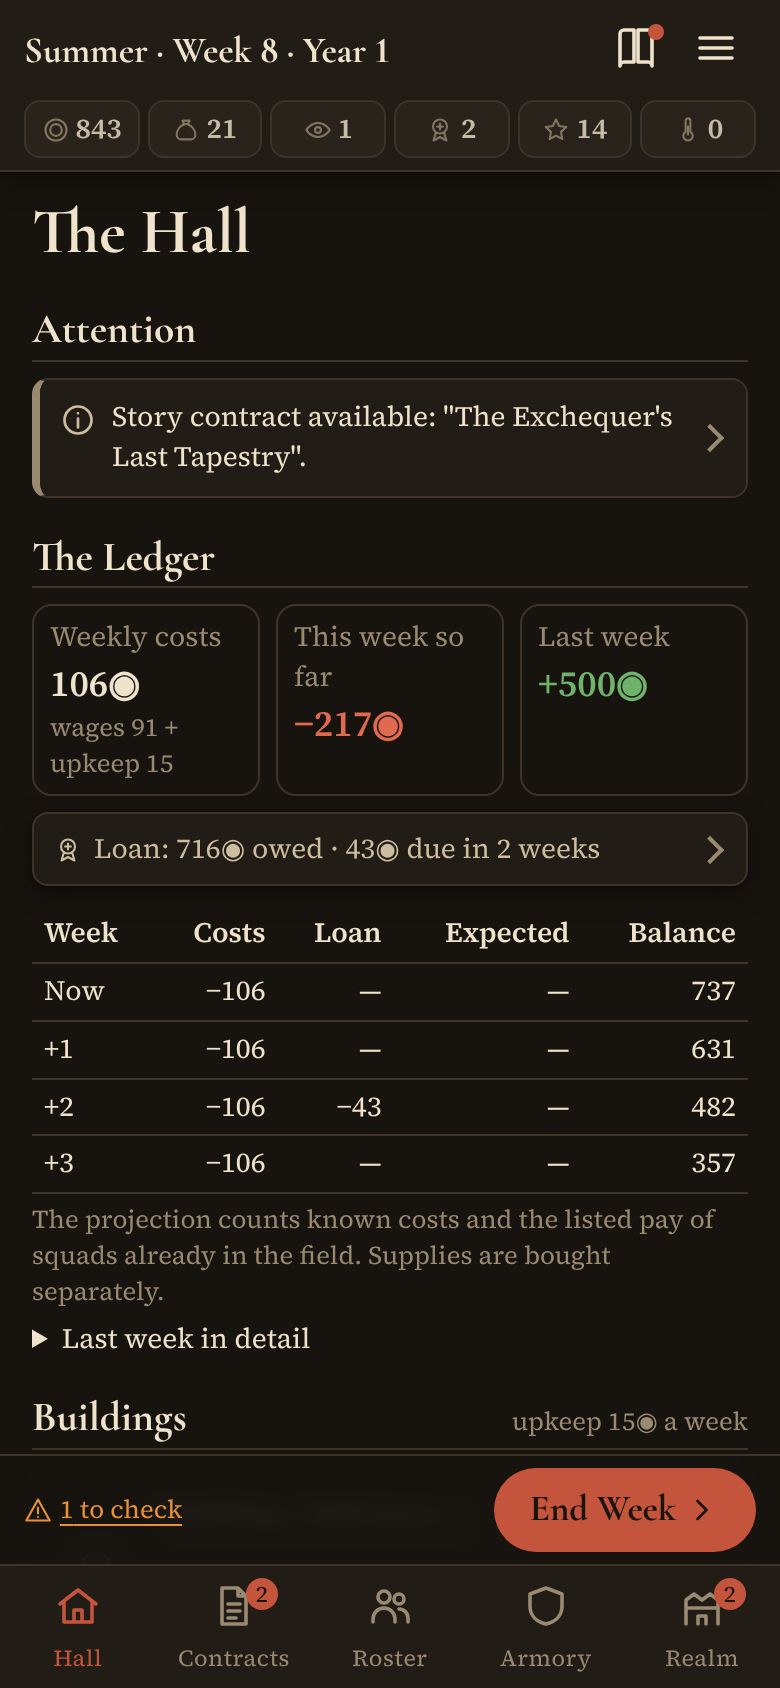 Summer · Week 8 · Year 1
843 21 1 2 14 0
The Hall
Attention
Story contract available: "The Exchequer's
Last Tapestry".
The Ledger
Weekly costs
106◉
wages 91 +
upkeep 15
This week so
far
−217◉
Last week
+500◉
Loan: 716◉ owed · 43◉ due in 2 weeks
Week Costs Loan Expected Balance
Now −106 — — 737
+1 −106 — — 631
+2 −106 −43 — 482
+3 −106 — — 357
The projection counts known costs and the listed pay of
squads already in the field. Supplies are bought
separately.
▶ Last week in detail
Buildings upkeep 15◉ a week
1 to check End Week
2 2
Hall Contracts Roster Armory Realm